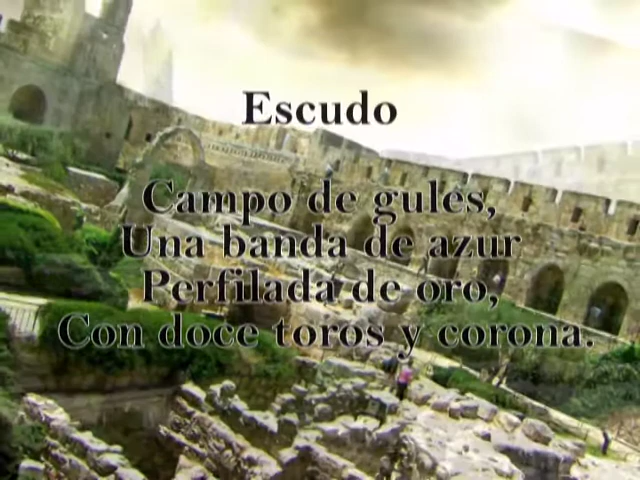 Escudo
Campo de gules,
Una banda de azur
Perfilada de oro,
Con doce toros y corona.